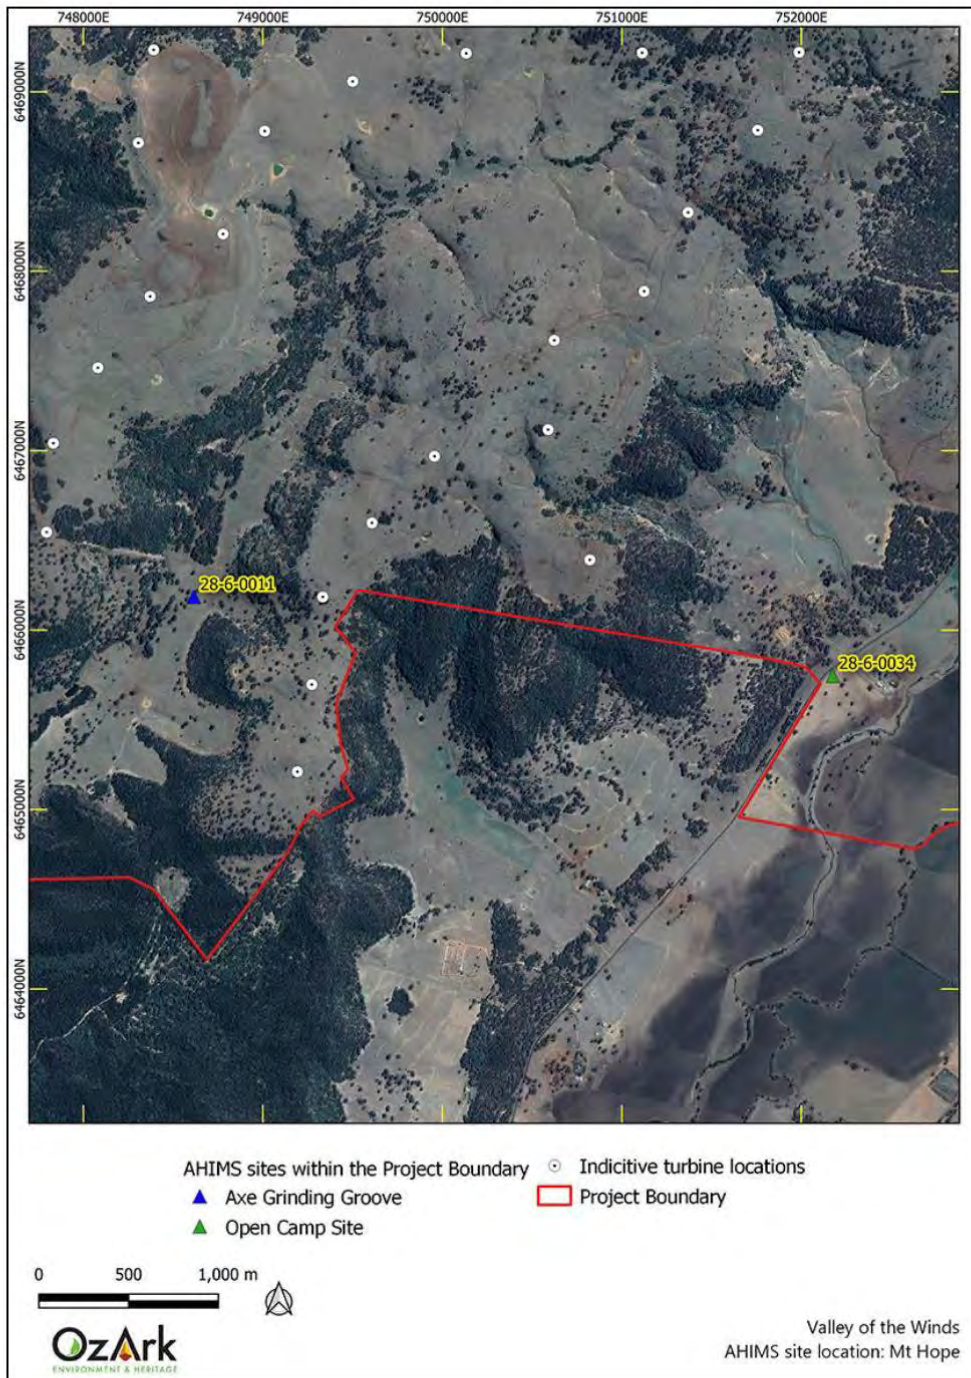 748000E 749000E 750000E 751000E 752000E
6469000N
6468000N
6467000N
6466000N
6465000N
6464000N
28-6-0011
28-6-0034
AHIMS sites within the Project Boundary
Axe Grinding Groove
Open Camp Site
Indicitive turbine locations
Project Boundary
0 500 1,000 m
OzArk
ENVIRONMENT & HERITAGE
Valley of the Winds
AHIMS site location: Mt Hope